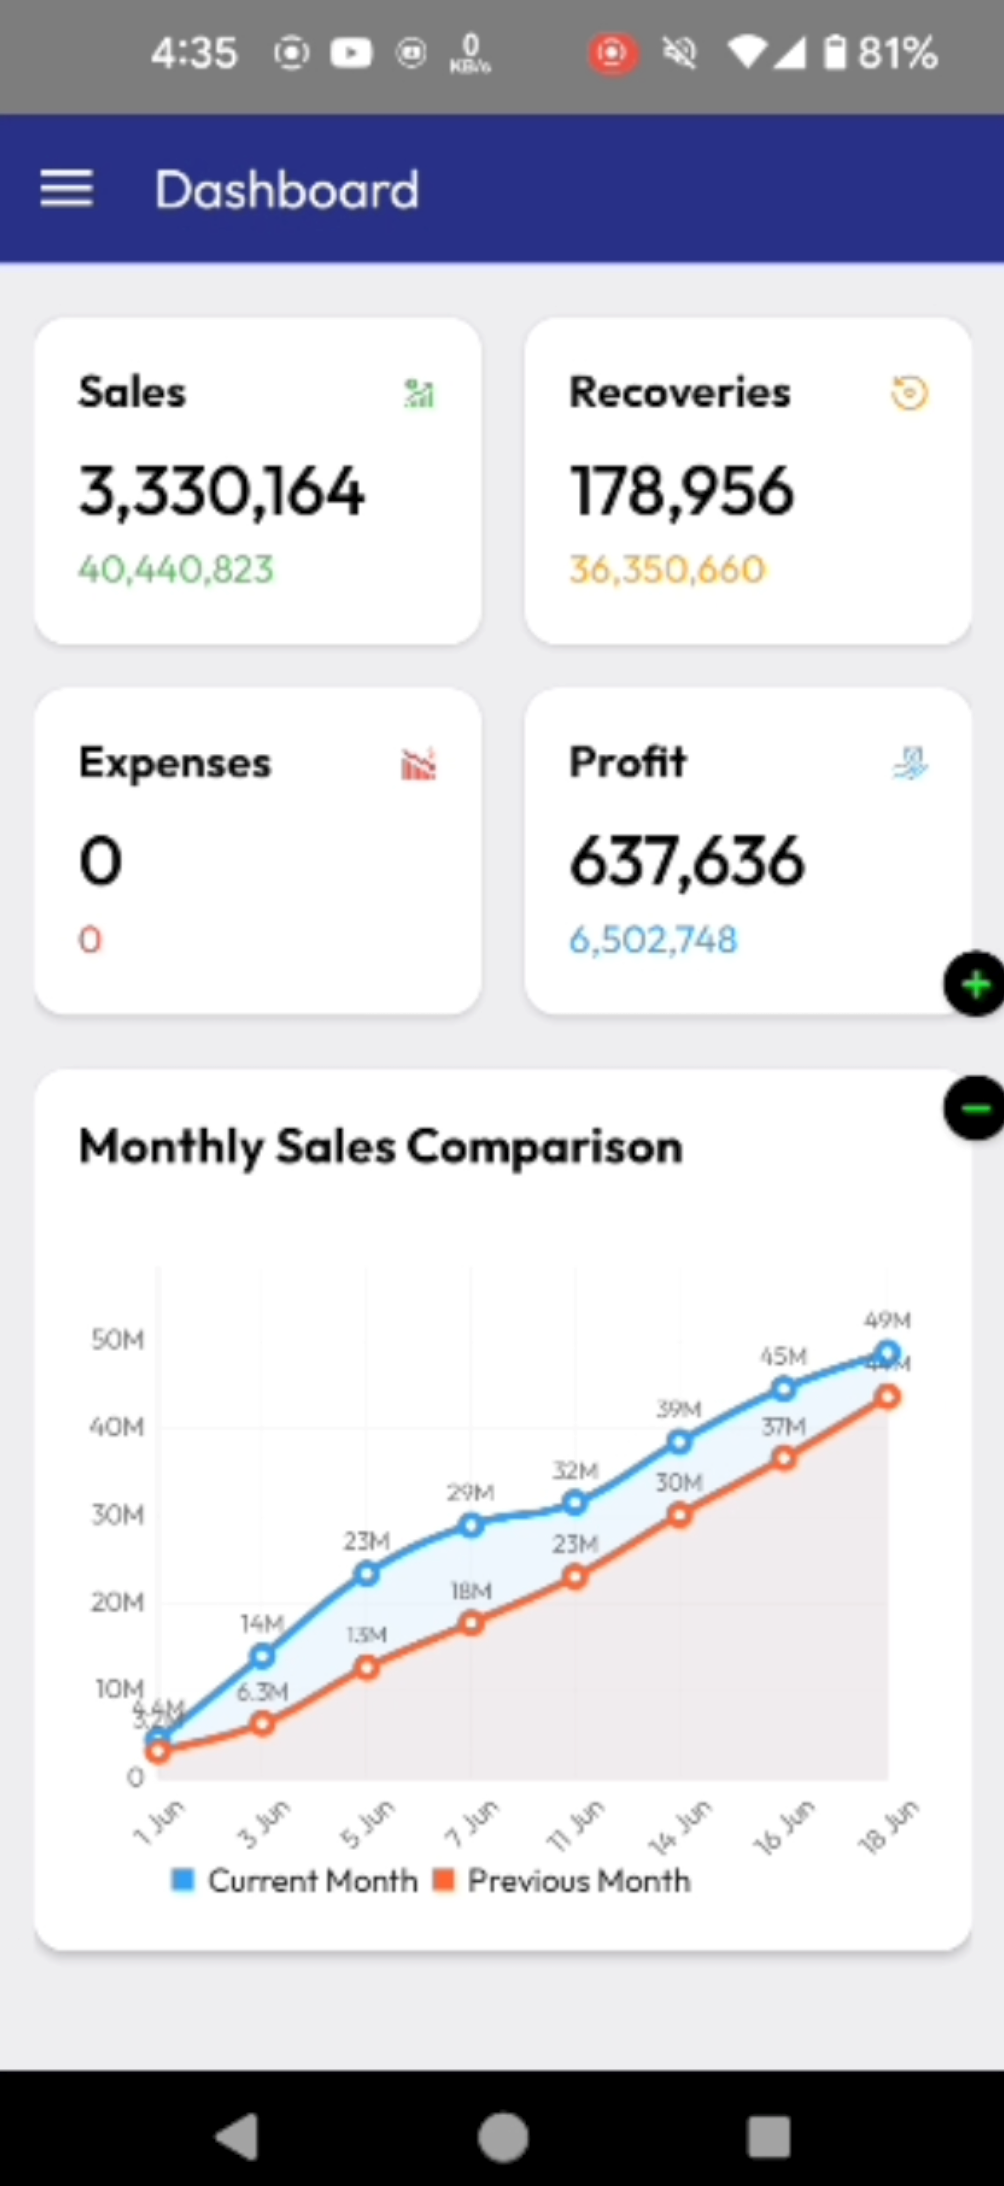 4:35 0 KB/s 81%
Dashboard
Sales
3,330,164
40,440,823
Recoveries
178,956
36,350,660
Expenses
0
0
Profit
637,636
6,502,748
+
−
Monthly Sales Comparison
50M
40M
30M
20M
10M
0
4.4M 14M 23M 29M 32M 39M 45M 49M
6.3M 13M 18M 23M 30M 37M
1 Jun 3 Jun 5 Jun 7 Jun 11 Jun 14 Jun 16 Jun 18 Jun
Current Month Previous Month